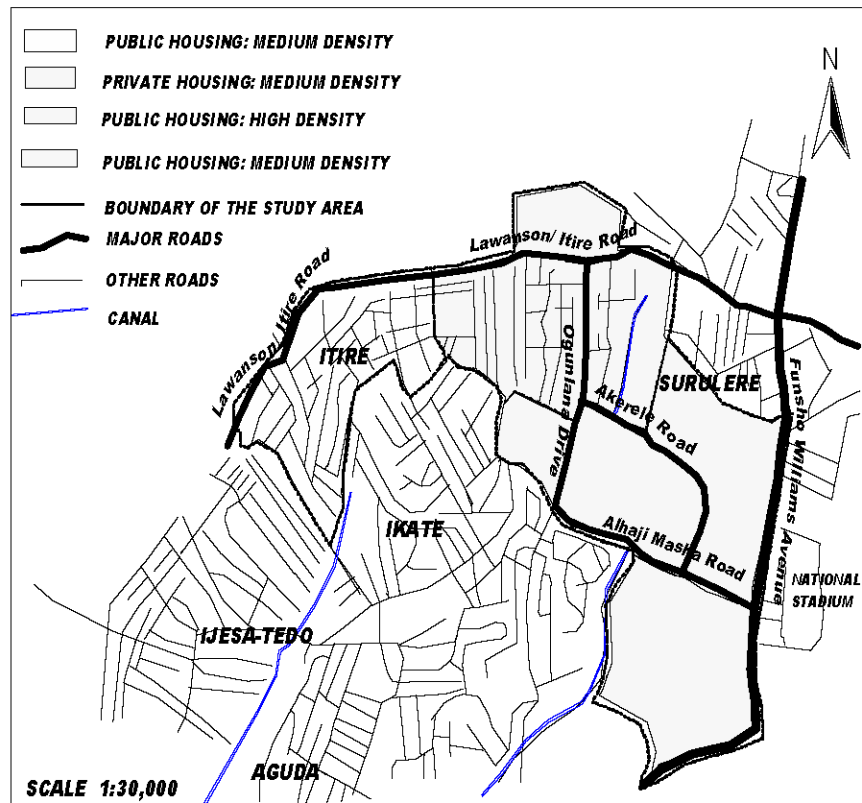 PUBLIC HOUSING: MEDIUM DENSITY
PRIVATE HOUSING: MEDIUM DENSITY
PUBLIC HOUSING: HIGH DENSITY
PUBLIC HOUSING: MEDIUM DENSITY
BOUNDARY OF THE STUDY AREA
MAJOR ROADS
OTHER ROADS
CANAL
N
Lawanson/ Itire Road
Lawanson/ Itire Road
ITIRE
Ogunlana Drive
SURULERE
Akerele Road
Funsho Williams Avenue
IKATE
Alhaji Masha Road
NATIONAL
STADIUM
IJESA-TEDO
AGUDA
SCALE 1:30,000